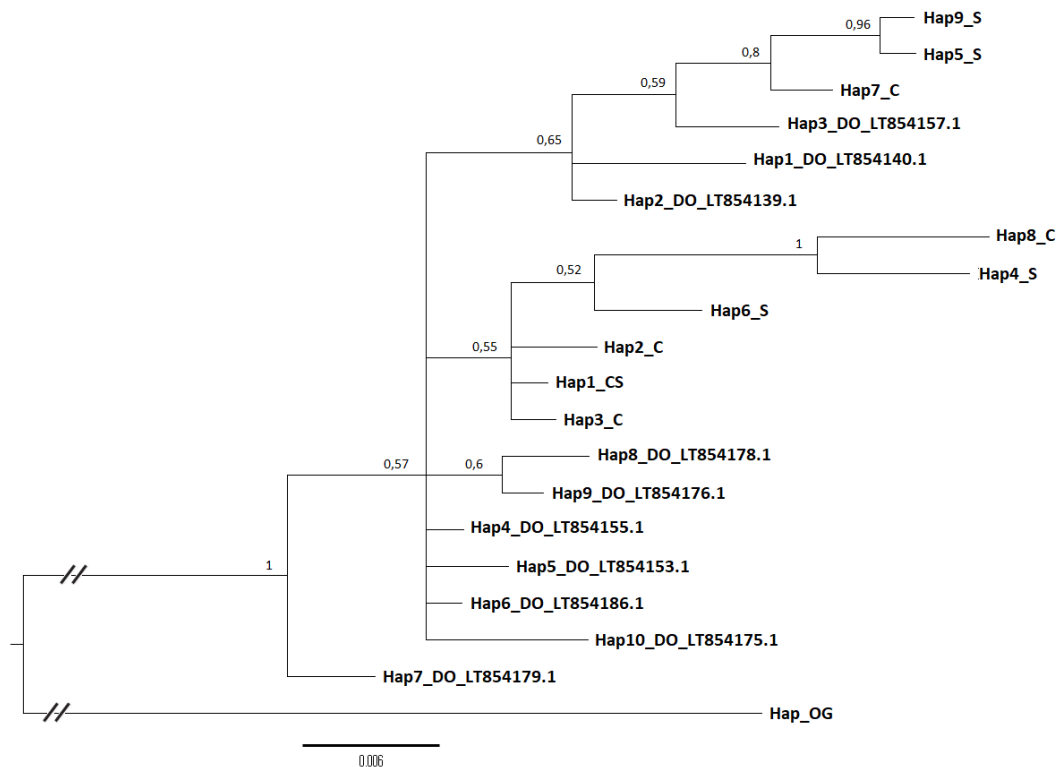 Hap9_S
0,96
Hap5_S
0,8
Hap7_C
0,59
Hap3_DO_LT854157.1
0,65
Hap1_DO_LT854140.1
Hap2_DO_LT854139.1
Hap8_C
1
Hap4_S
0,52
Hap6_S
Hap2_C
0,55
Hap1_CS
Hap3_C
Hap8_DO_LT854178.1
0,57
0,6
Hap9_DO_LT854176.1
Hap4_DO_LT854155.1
Hap5_DO_LT854153.1
1
Hap6_DO_LT854186.1
Hap10_DO_LT854175.1
Hap7_DO_LT854179.1
Hap_OG
0.006